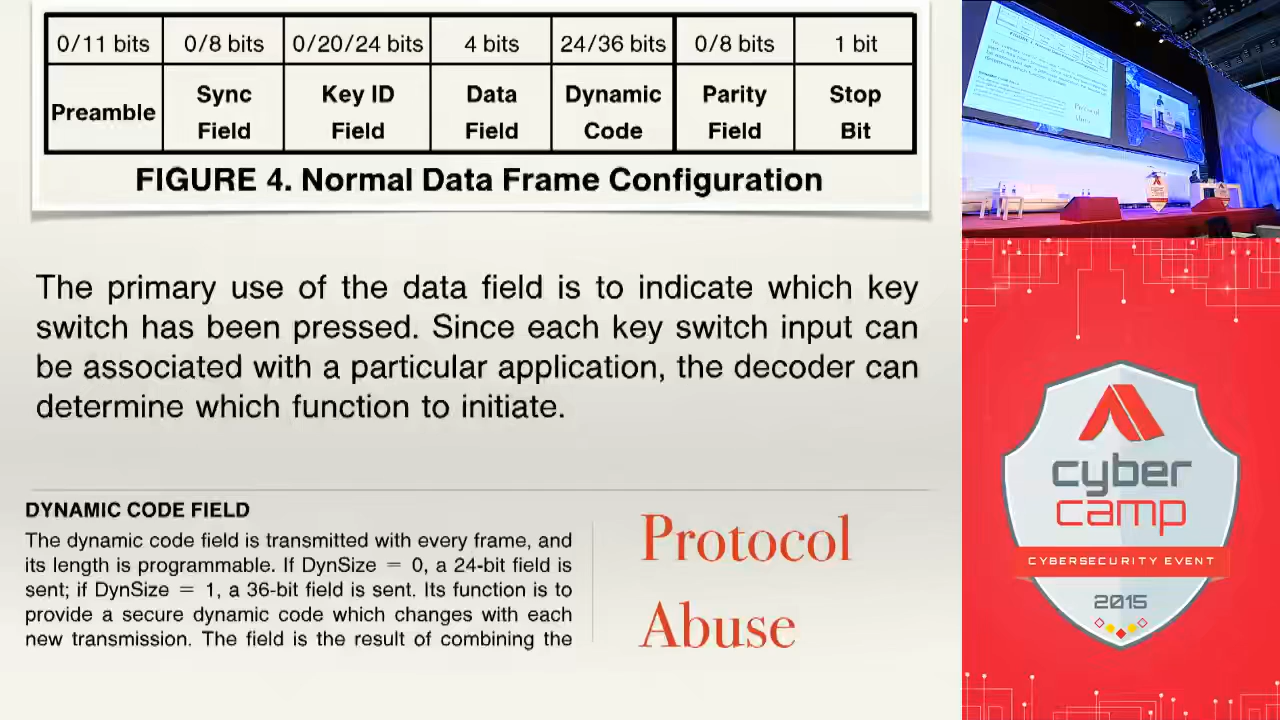 0/11 bits 0/8 bits 0/20/24 bits 4 bits 24/36 bits 0/8 bits 1 bit
Preamble Sync Field Key ID Field Data Field Dynamic Code Parity Field Stop Bit
FIGURE 4. Normal Data Frame Configuration
The primary use of the data field is to indicate which key
switch has been pressed. Since each key switch input can
be associated with a particular application, the decoder can
determine which function to initiate.
DYNAMIC CODE FIELD
The dynamic code field is transmitted with every frame, and
its length is programmable. If DynSize = 0, a 24-bit field is
sent; if DynSize = 1, a 36-bit field is sent. Its function is to
provide a secure dynamic code which changes with each
new transmission. The field is the result of combining the
Protocol
Abuse
cyber
camp
CYBERSECURITY EVENT
2015